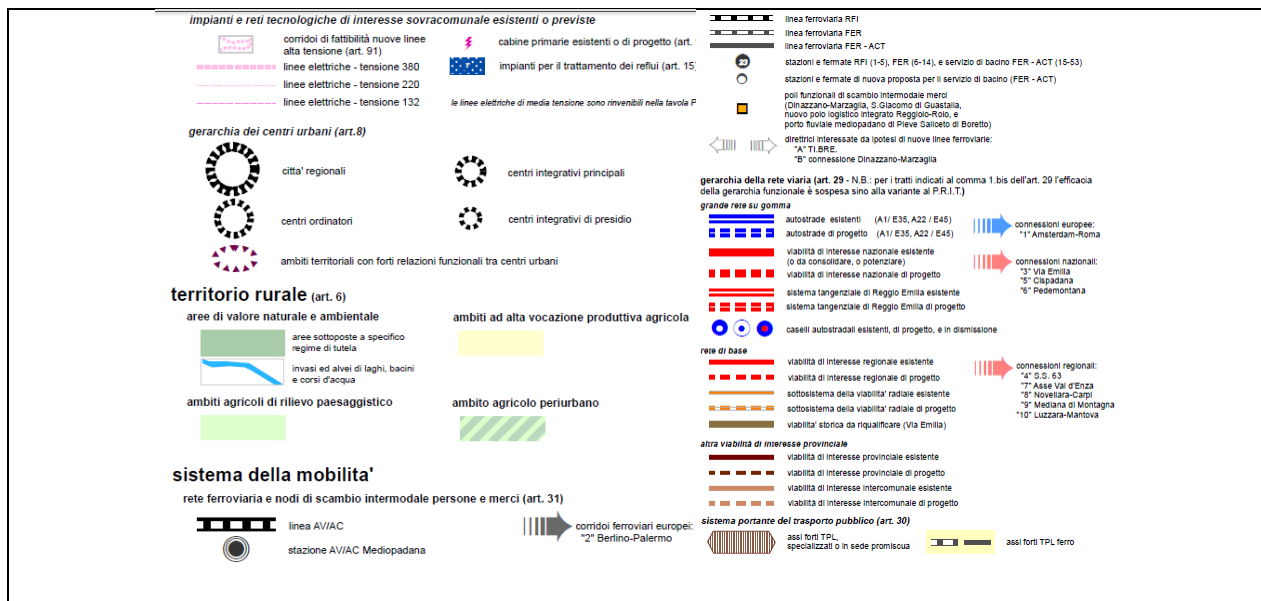 impianti e reti tecnologiche di interesse sovracomunale esistenti o previste
corridoi di fattibilità nuove linee
alta tensione (art. 91)
cabine primarie esistenti o di progetto (art.
linee elettriche - tensione 380
impianti per il trattamento dei reflui (art. 15
linee elettriche - tensione 220
linee elettriche - tensione 132
le linee elettriche di media tensione sono rinvenibili nella tavola P
gerarchia dei centri urbani (art.8)
citta' regionali
centri integrativi principali
centri ordinatori
centri integrativi di presidio
ambiti territoriali con forti relazioni funzionali tra centri urbani
territorio rurale (art. 6)
aree di valore naturale e ambientale
ambiti ad alta vocazione produttiva agricola
aree sottoposte a specifico
regime di tutela
invasi ed alvei di laghi, bacini
e corsi d'acqua
ambiti agricoli di rilievo paesaggistico
ambito agricolo periurbano
sistema della mobilita'
rete ferroviaria e nodi di scambio intermodale persone e merci (art. 31)
linea AV/AC
corridoi ferroviari europei:
"2" Berlino-Palermo
stazione AV/AC Mediopadana
linea ferroviaria RFI
linea ferroviaria FER
linea ferroviaria FER - ACT
23
stazioni e fermate RFI (1-5), FER (6-14), e servizio di bacino (FER - ACT) (15-53)
stazioni e fermate di nuova proposta per il servizio di bacino (FER - ACT)
poli funzionali di scambio intermodale merci
(Dinazzano-Marzaglia, S.Giacomo di Guastalla,
nuovo polo logistico integrato Reggiolo-Rolo, e
porto fluviale mediopadano di Pieve Saliceto di Boretto)
direttrici interessate da ipotesi di nuove linee ferroviarie:
"A" TI.BRE.
"B" connessione Dinazzano-Marzaglia
gerarchia della rete viaria (art. 29 - N.B.: per i tratti indicati al comma 1.bis dell'art. 29 l'efficacia
della gerarchia funzionale è sospesa sino alla variante al P.R.I.T.)
grande rete su gomma
autostrade esistenti (A1/ E35, A22 / E45)
autostrade di progetto (A1/ E35, A22 / E45)
connessioni europee:
"1" Amsterdam-Roma
viabilità di interesse nazionale esistente
(o da consolidare, o potenziare)
viabilità di interesse nazionale di progetto
connessioni nazionali:
"3" Via Emilia
"5" Cispadana
"6" Pedemontana
sistema tangenziale di Reggio Emilia esistente
sistema tangenziale di Reggio Emilia di progetto
caselli autostradali esistenti, di progetto, e in dismissione
rete di base
viabilità di interesse regionale esistente
viabilità di interesse regionale di progetto
sottosistema della viabilita' radiale esistente
sottosistema della viabilita' radiale di progetto
viabilita' storica da riqualificare (Via Emilia)
connessioni regionali:
"4" S.S. 63
"7" Asse Val d'Enza
"8" Novellara-Carpi
"9" Mediana di Montagna
"10" Luzzara-Mantova
altra viabilità di interesse provinciale
viabilità di interesse provinciale esistente
viabilità di interesse provinciale di progetto
viabilità di interesse intercomunale esistente
viabilità di interesse intercomunale di progetto
sistema portante del trasporto pubblico (art. 30)
assi forti TPL,
specializzati o in sede promiscua
assi forti TPL ferro